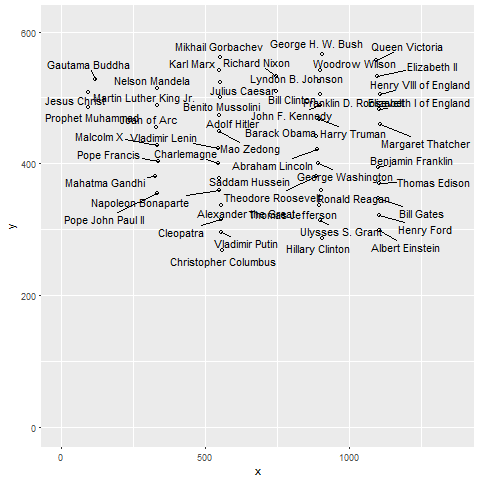 600
400
200
0
y
Mikhail Gorbachev
George H. W. Bush
Queen Victoria
Gautama Buddha
Karl Marx
Richard Nixon
Woodrow Wilson
Elizabeth II
Nelson Mandela
Lyndon B. Johnson
Henry VIII of England
Jesus Christ
Martin Luther King Jr.
Julius Caesar
Bill Clinton
Franklin D. Roosevelt
Elizabeth I of England
Prophet Muhammad
Joan of Arc
Benito Mussolini
John F. Kennedy
Adolf Hitler
Malcolm X
Vladimir Lenin
Barack Obama
Harry Truman
Margaret Thatcher
Pope Francis
Charlemagne
Mao Zedong
Abraham Lincoln
Benjamin Franklin
Mahatma Gandhi
Saddam Hussein
George Washington
Thomas Edison
Napoleon Bonaparte
Theodore Roosevelt
Ronald Reagan
Pope John Paul II
Alexander the Great
Thomas Jefferson
Bill Gates
Cleopatra
Ulysses S. Grant
Henry Ford
Vladimir Putin
Hillary Clinton
Albert Einstein
Christopher Columbus
0
500
1000
x